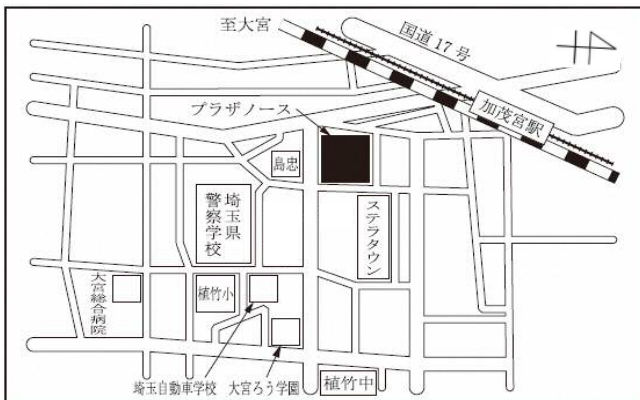 至大宮
国道17号
加茂宮駅
プラザノース
島忠
埼玉県
警察学校
ステラタウン
大宮総合病院
植竹小
埼玉自動車学校
大宮ろう学園
植竹中